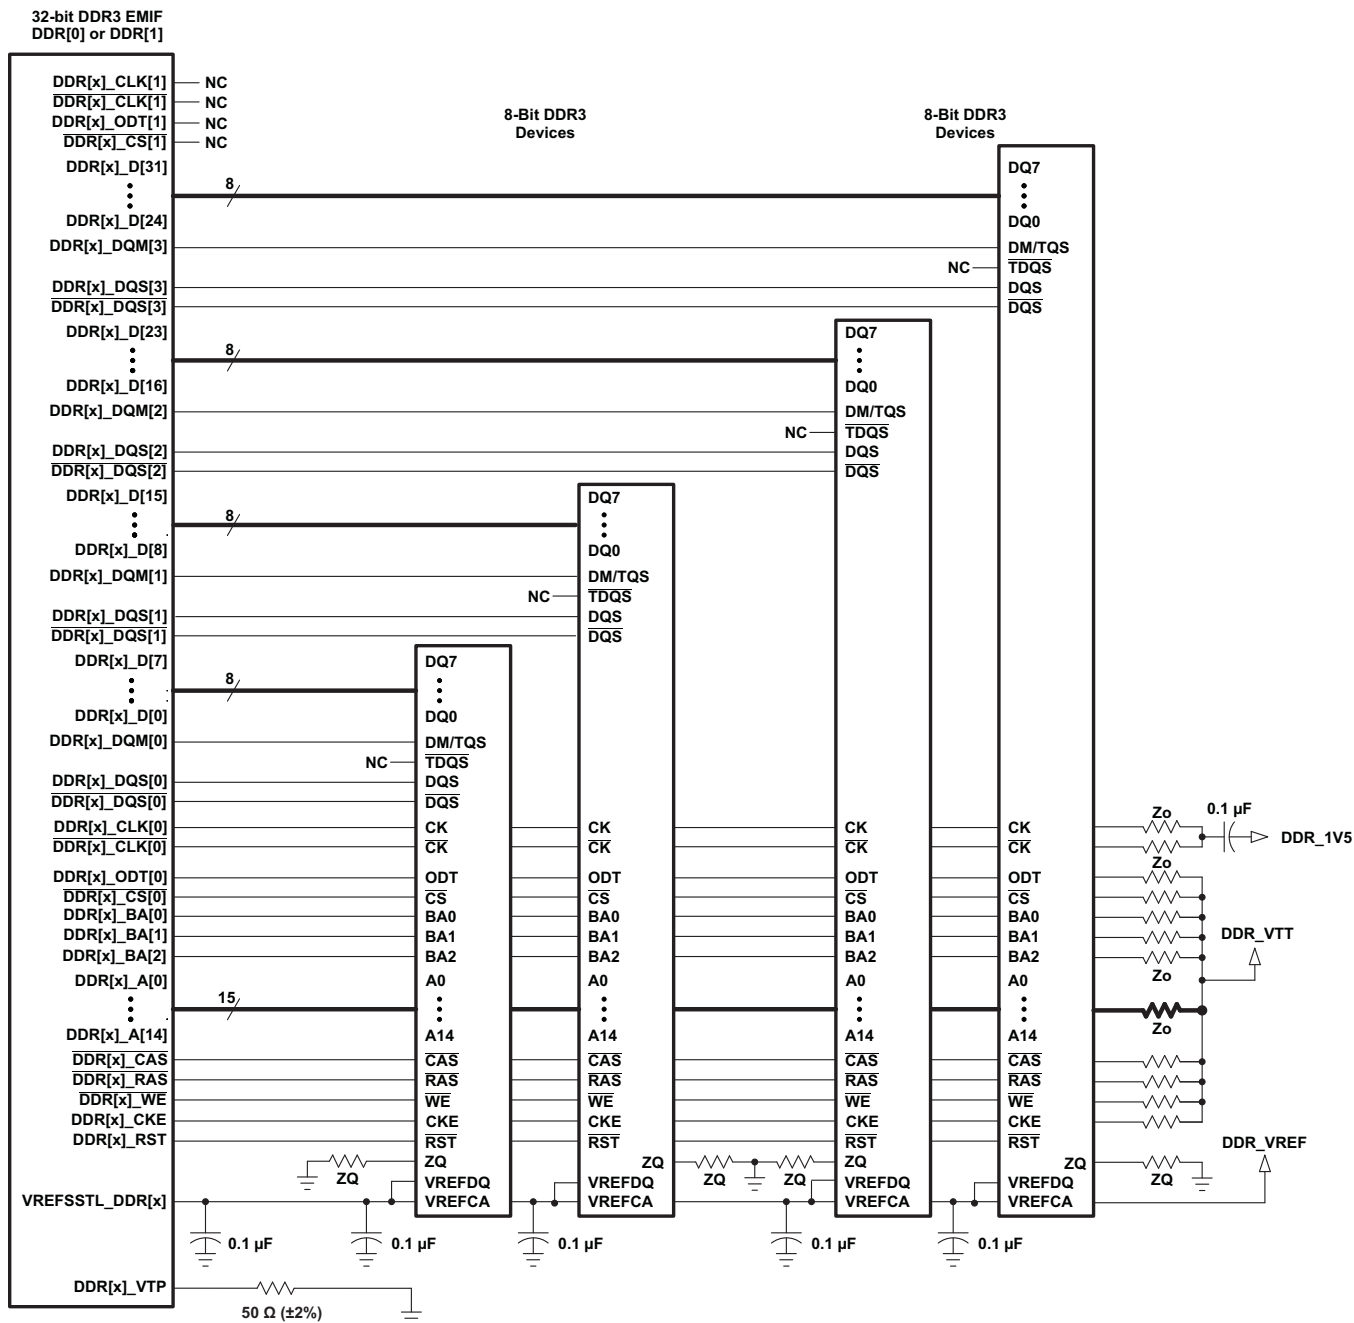 32-bit DDR3 EMIF
DDR[0] or DDR[1]
DDR[x]_CLK[1] NC
DDR[x]_CLK[1] NC
DDR[x]_ODT[1] NC
DDR[x]_CS[1] NC
8-Bit DDR3
Devices
8-Bit DDR3
Devices
DDR[x]_D[31] DQ7
8
DDR[x]_D[24] DQ0
DDR[x]_DQM[3] DM/TQS
NC TDQS
DDR[x]_DQS[3] DQS
DDR[x]_DQS[3] DQS
DDR[x]_D[23] DQ7
8
DDR[x]_D[16] DQ0
DDR[x]_DQM[2] DM/TQS
NC TDQS
DDR[x]_DQS[2] DQS
DDR[x]_DQS[2] DQS
DDR[x]_D[15] DQ7
8
DDR[x]_D[8] DQ0
DDR[x]_DQM[1] DM/TQS
NC TDQS
DDR[x]_DQS[1] DQS
DDR[x]_DQS[1] DQS
DDR[x]_D[7] DQ7
8
DDR[x]_D[0] DQ0
DDR[x]_DQM[0] DM/TQS
NC TDQS
DDR[x]_DQS[0] DQS
DDR[x]_DQS[0] DQS
Zo 0.1 µF
DDR[x]_CLK[0] CK CK CK CK
DDR_1V5
DDR[x]_CLK[0] CK CK CK CK
Zo
DDR[x]_ODT[0] ODT ODT ODT ODT
DDR[x]_CS[0] CS CS CS CS
DDR[x]_BA[0] BA0 BA0 BA0 BA0
DDR[x]_BA[1] BA1 BA1 BA1 BA1 DDR_VTT
DDR[x]_BA[2] BA2 BA2 BA2 BA2
Zo
DDR[x]_A[0] A0 A0 A0 A0
15
Zo
DDR[x]_A[14] A14 A14 A14 A14
DDR[x]_CAS CAS CAS CAS CAS
DDR[x]_RAS RAS RAS RAS RAS
DDR[x]_WE WE WE WE WE
DDR[x]_CKE CKE CKE CKE CKE
DDR[x]_RST RST RST RST RST DDR_VREF
ZQ ZQ ZQ ZQ
ZQ ZQ ZQ ZQ
VREFDQ VREFDQ VREFDQ VREFDQ
VREFSSTL_DDR[x] VREFCA VREFCA VREFCA VREFCA
0.1 µF 0.1 µF 0.1 µF 0.1 µF 0.1 µF
DDR[x]_VTP
50 Ω (±2%)